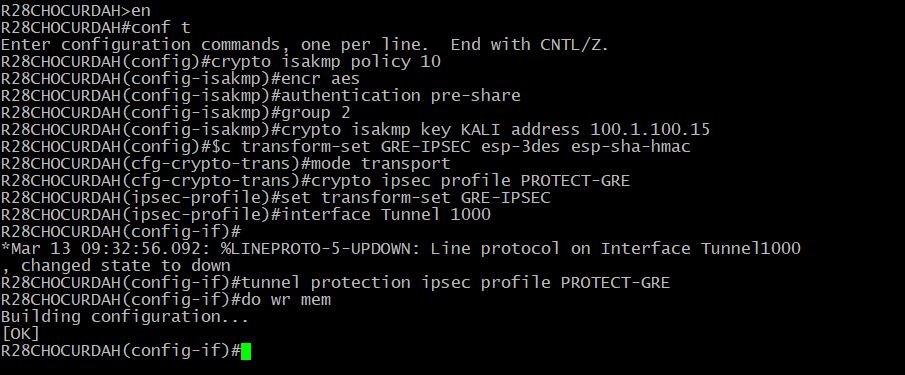 R28CHOCURDAH>en
R28CHOCURDAH#conf t
Enter configuration commands, one per line.  End with CNTL/Z.
R28CHOCURDAH(config)#crypto isakmp policy 10
R28CHOCURDAH(config-isakmp)#encr aes
R28CHOCURDAH(config-isakmp)#authentication pre-share
R28CHOCURDAH(config-isakmp)#group 2
R28CHOCURDAH(config-isakmp)#crypto isakmp key KALI address 100.1.100.15
R28CHOCURDAH(config)#$c transform-set GRE-IPSEC esp-3des esp-sha-hmac
R28CHOCURDAH(cfg-crypto-trans)#mode transport
R28CHOCURDAH(cfg-crypto-trans)#crypto ipsec profile PROTECT-GRE
R28CHOCURDAH(ipsec-profile)#set transform-set GRE-IPSEC
R28CHOCURDAH(ipsec-profile)#interface Tunnel 1000
R28CHOCURDAH(config-if)#
*Mar 13 09:32:56.092: %LINEPROTO-5-UPDOWN: Line protocol on Interface Tunnel1000
, changed state to down
R28CHOCURDAH(config-if)#tunnel protection ipsec profile PROTECT-GRE
R28CHOCURDAH(config-if)#do wr mem
Building configuration...
[OK]
R28CHOCURDAH(config-if)#